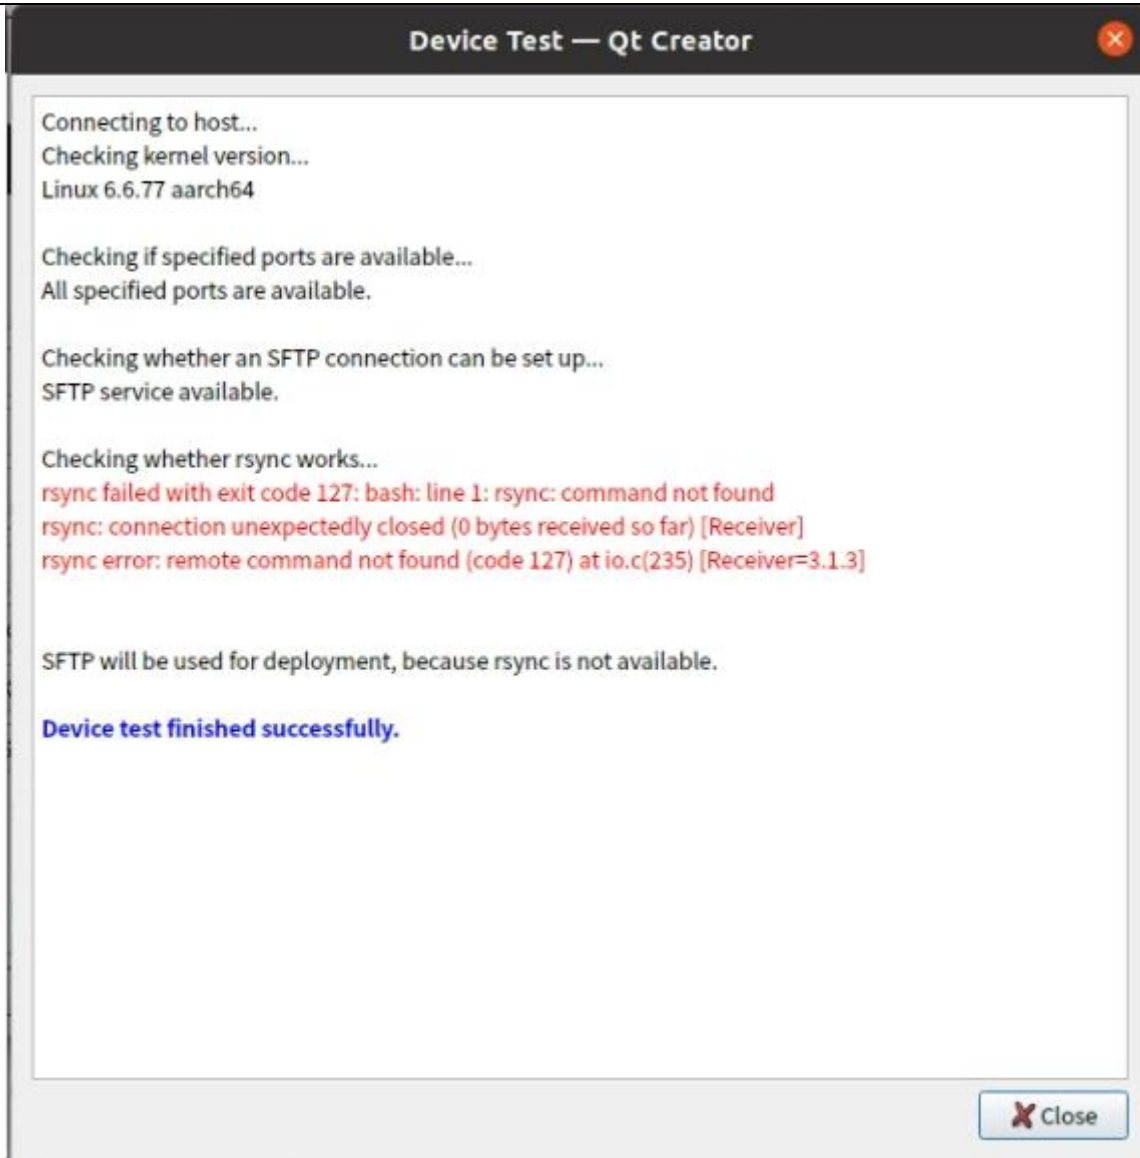 Device Test — Qt Creator
Connecting to host...
Checking kernel version...
Linux 6.6.77 aarch64
Checking if specified ports are available...
All specified ports are available.
Checking whether an SFTP connection can be set up...
SFTP service available.
Checking whether rsync works...
rsync failed with exit code 127: bash: line 1: rsync: command not found
rsync: connection unexpectedly closed (0 bytes received so far) [Receiver]
rsync error: remote command not found (code 127) at io.c(235) [Receiver=3.1.3]
SFTP will be used for deployment, because rsync is not available.
Device test finished successfully.
Close